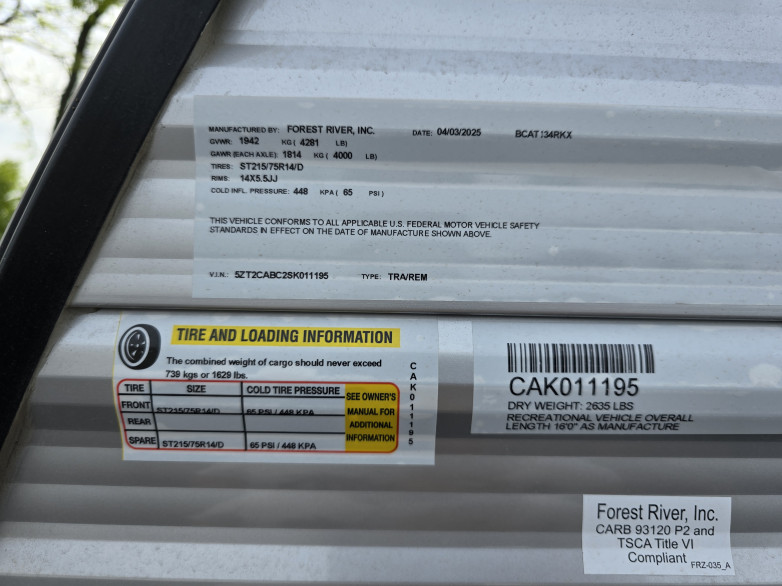 MANUFACTURED BY: FOREST RIVER, INC. DATE: 04/03/2025 BCAT134RKX
GVWR: 1942 KG ( 4281 LB)
GAWR (EACH AXLE): 1814 KG ( 4000 LB)
TIRES: ST215/75R14/D
RIMS: 14X5.5JJ
COLD INFL. PRESSURE: 448 KPA ( 65 PSI )
THIS VEHICLE CONFORMS TO ALL APPLICABLE U.S. FEDERAL MOTOR VEHICLE SAFETY
STANDARDS IN EFFECT ON THE DATE OF MANUFACTURE SHOWN ABOVE.
V.I.N.: 5ZT2CABC2SK011195 TYPE: TRA/REM
TIRE AND LOADING INFORMATION
The combined weight of cargo should never exceed
739 kgs or 1629 lbs.
TIRE SIZE COLD TIRE PRESSURE SEE OWNER'S
FRONT ST215/75R14/D 65 PSI / 448 KPA MANUAL FOR
REAR ADDITIONAL
SPARE ST215/75R14/D 65 PSI / 448 KPA INFORMATION
CAK011195
CAK011195
DRY WEIGHT: 2635 LBS
RECREATIONAL VEHICLE OVERALL
LENGTH 16'0" AS MANUFACTURE
Forest River, Inc.
CARB 93120 P2 and
TSCA Title VI
Compliant FRZ-035_A